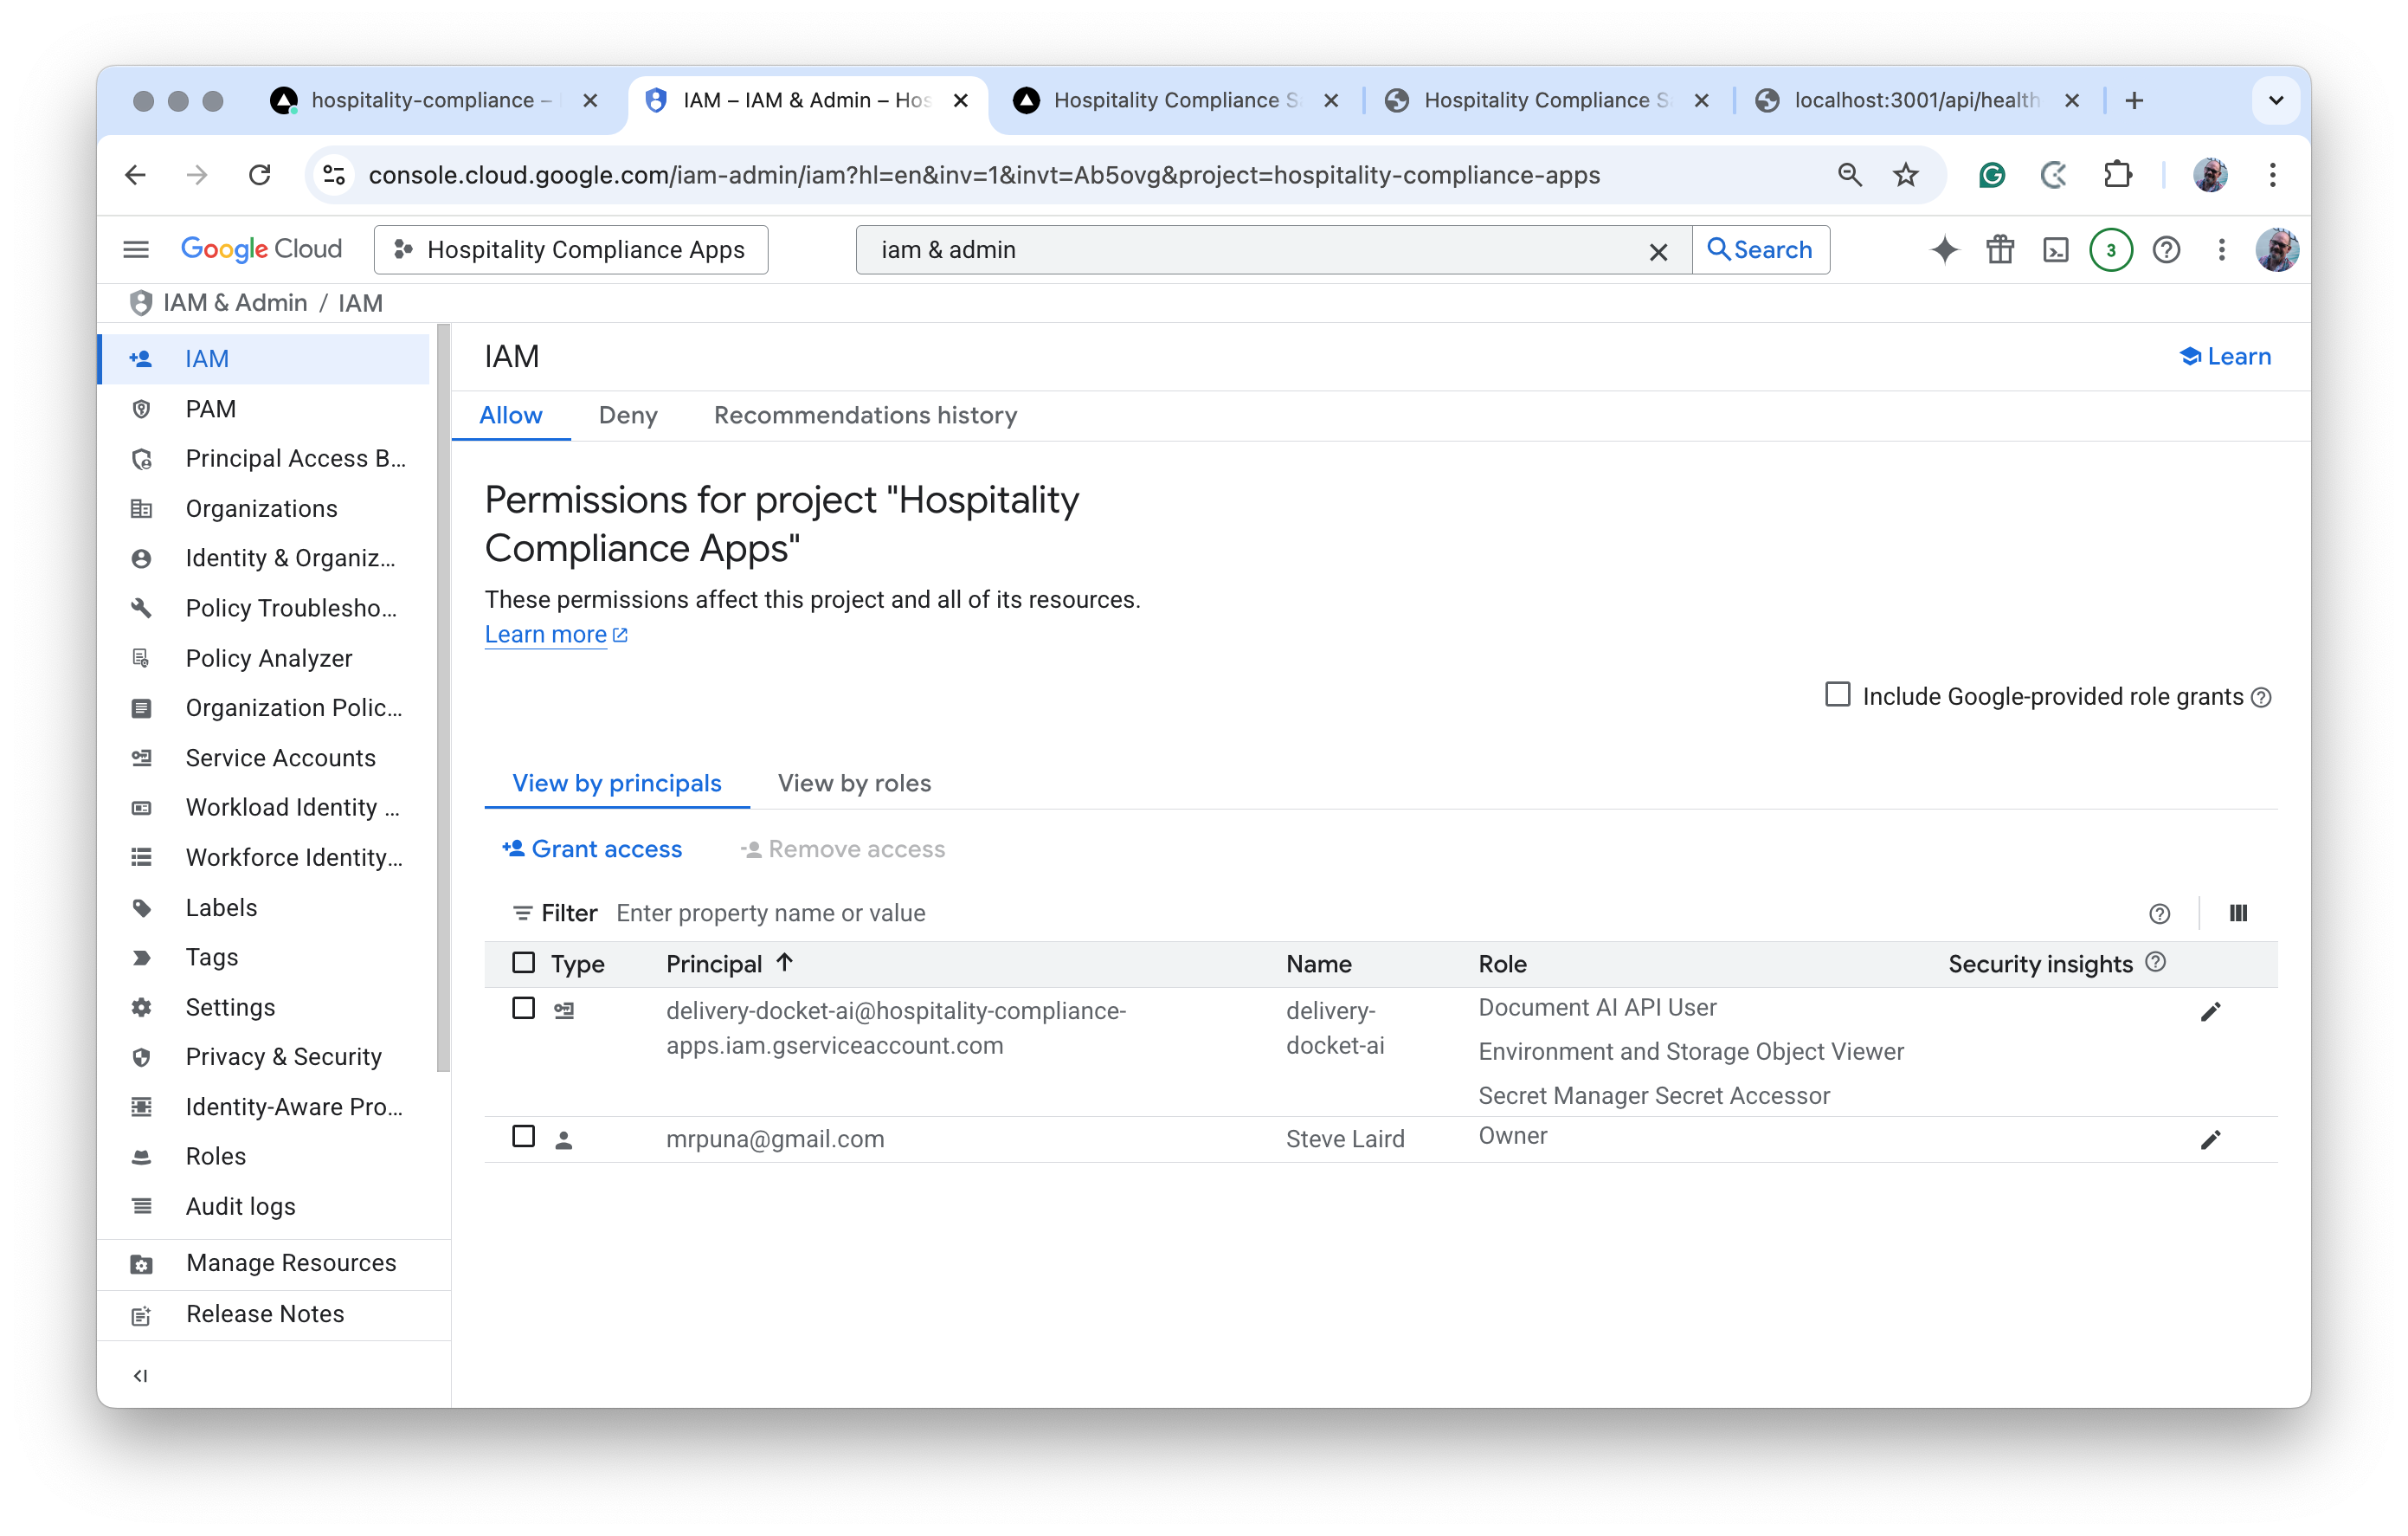 hospitality-compliance –
IAM – IAM & Admin – Hos
Hospitality Compliance S
Hospitality Compliance S
localhost:3001/api/health
console.cloud.google.com/iam-admin/iam?hl=en&inv=1&invt=Ab5ovg&project=hospitality-compliance-apps
Google Cloud
Hospitality Compliance Apps
iam & admin
Search
3
IAM & Admin / IAM
IAM
PAM
Principal Access B...
Organizations
Identity & Organiz...
Policy Troublesho...
Policy Analyzer
Organization Polic...
Service Accounts
Workload Identity ...
Workforce Identity...
Labels
Tags
Settings
Privacy & Security
Identity-Aware Pro...
Roles
Audit logs
Manage Resources
Release Notes
IAM
Learn
Allow
Deny
Recommendations history
Permissions for project "Hospitality
Compliance Apps"
These permissions affect this project and all of its resources.
Learn more
Include Google-provided role grants
View by principals
View by roles
Grant access
Remove access
Filter Enter property name or value
Type Principal Name Role Security insights
delivery-docket-ai@hospitality-compliance-
apps.iam.gserviceaccount.com
delivery-
docket-ai
Document AI API User
Environment and Storage Object Viewer
Secret Manager Secret Accessor
mrpuna@gmail.com Steve Laird Owner